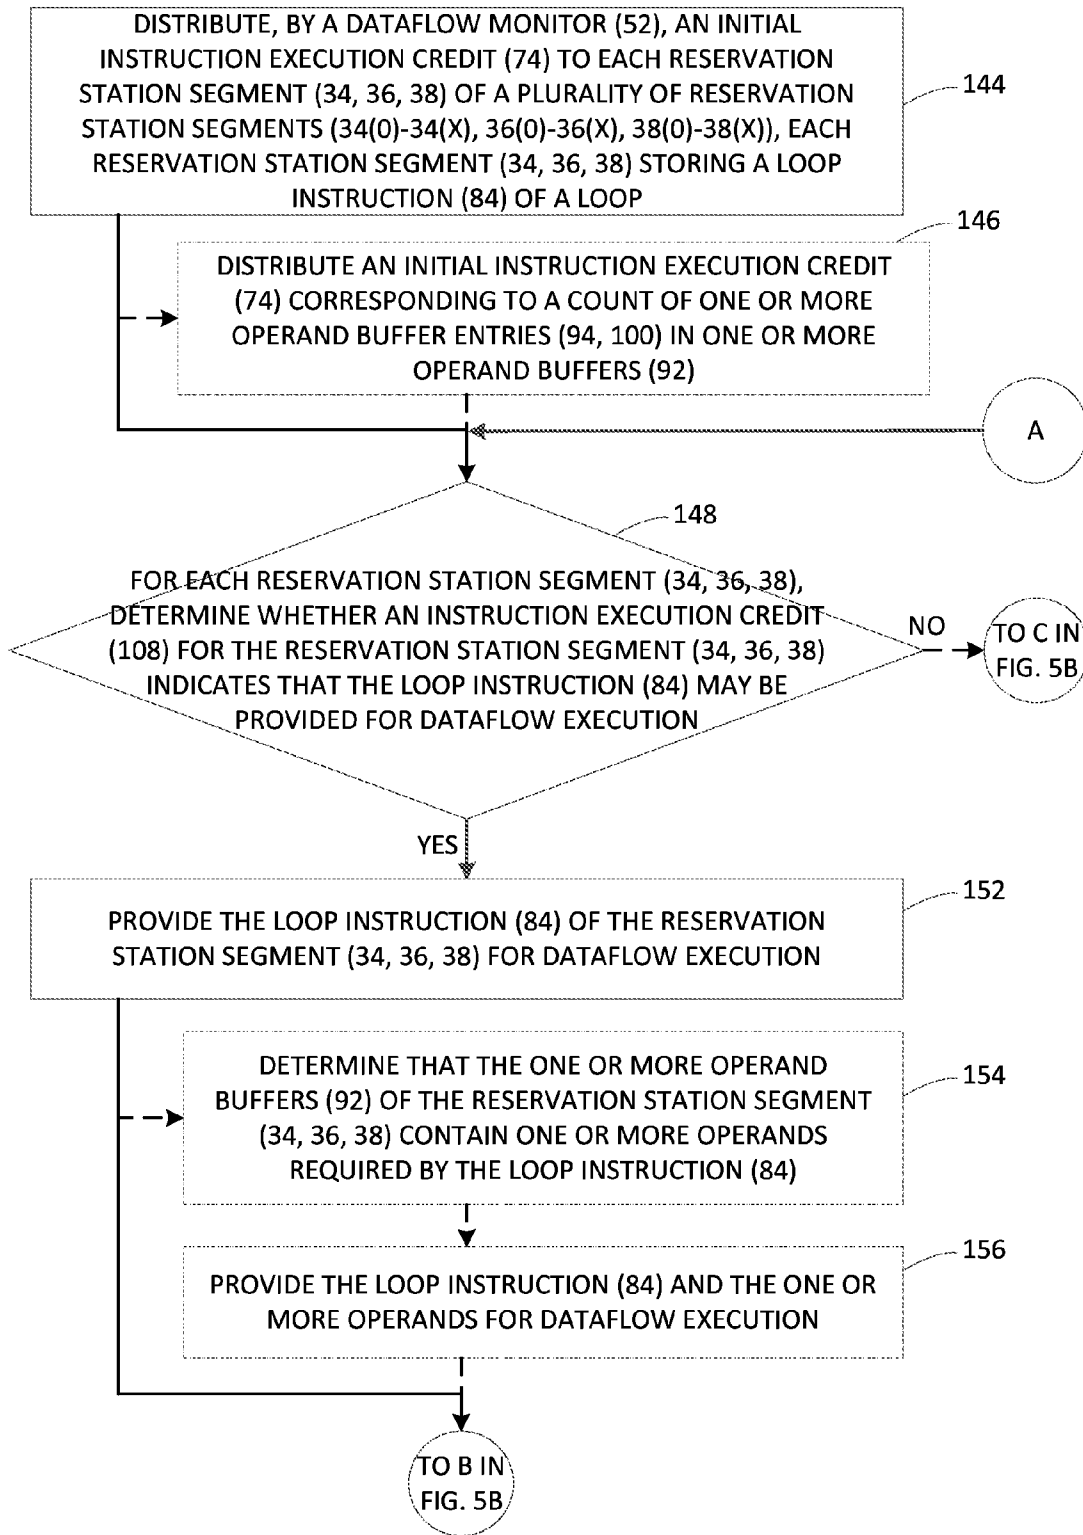 DISTRIBUTE, BY A DATAFLOW MONITOR (52), AN INITIAL
INSTRUCTION EXECUTION CREDIT (74) TO EACH RESERVATION
STATION SEGMENT (34, 36, 38) OF A PLURALITY OF RESERVATION
STATION SEGMENTS (34(0)-34(X), 36(0)-36(X), 38(0)-38(X)), EACH
RESERVATION STATION SEGMENT (34, 36, 38) STORING A LOOP
INSTRUCTION (84) OF A LOOP
144
146
DISTRIBUTE AN INITIAL INSTRUCTION EXECUTION CREDIT
(74) CORRESPONDING TO A COUNT OF ONE OR MORE
OPERAND BUFFER ENTRIES (94, 100) IN ONE OR MORE
OPERAND BUFFERS (92)
A
148
FOR EACH RESERVATION STATION SEGMENT (34, 36, 38),
DETERMINE WHETHER AN INSTRUCTION EXECUTION CREDIT
(108) FOR THE RESERVATION STATION SEGMENT (34, 36, 38)
INDICATES THAT THE LOOP INSTRUCTION (84) MAY BE
PROVIDED FOR DATAFLOW EXECUTION
NO
TO C IN
FIG. 5B
YES
152
PROVIDE THE LOOP INSTRUCTION (84) OF THE RESERVATION
STATION SEGMENT (34, 36, 38) FOR DATAFLOW EXECUTION
154
DETERMINE THAT THE ONE OR MORE OPERAND
BUFFERS (92) OF THE RESERVATION STATION SEGMENT
(34, 36, 38) CONTAIN ONE OR MORE OPERANDS
REQUIRED BY THE LOOP INSTRUCTION (84)
156
PROVIDE THE LOOP INSTRUCTION (84) AND THE ONE OR
MORE OPERANDS FOR DATAFLOW EXECUTION
TO B IN
FIG. 5B